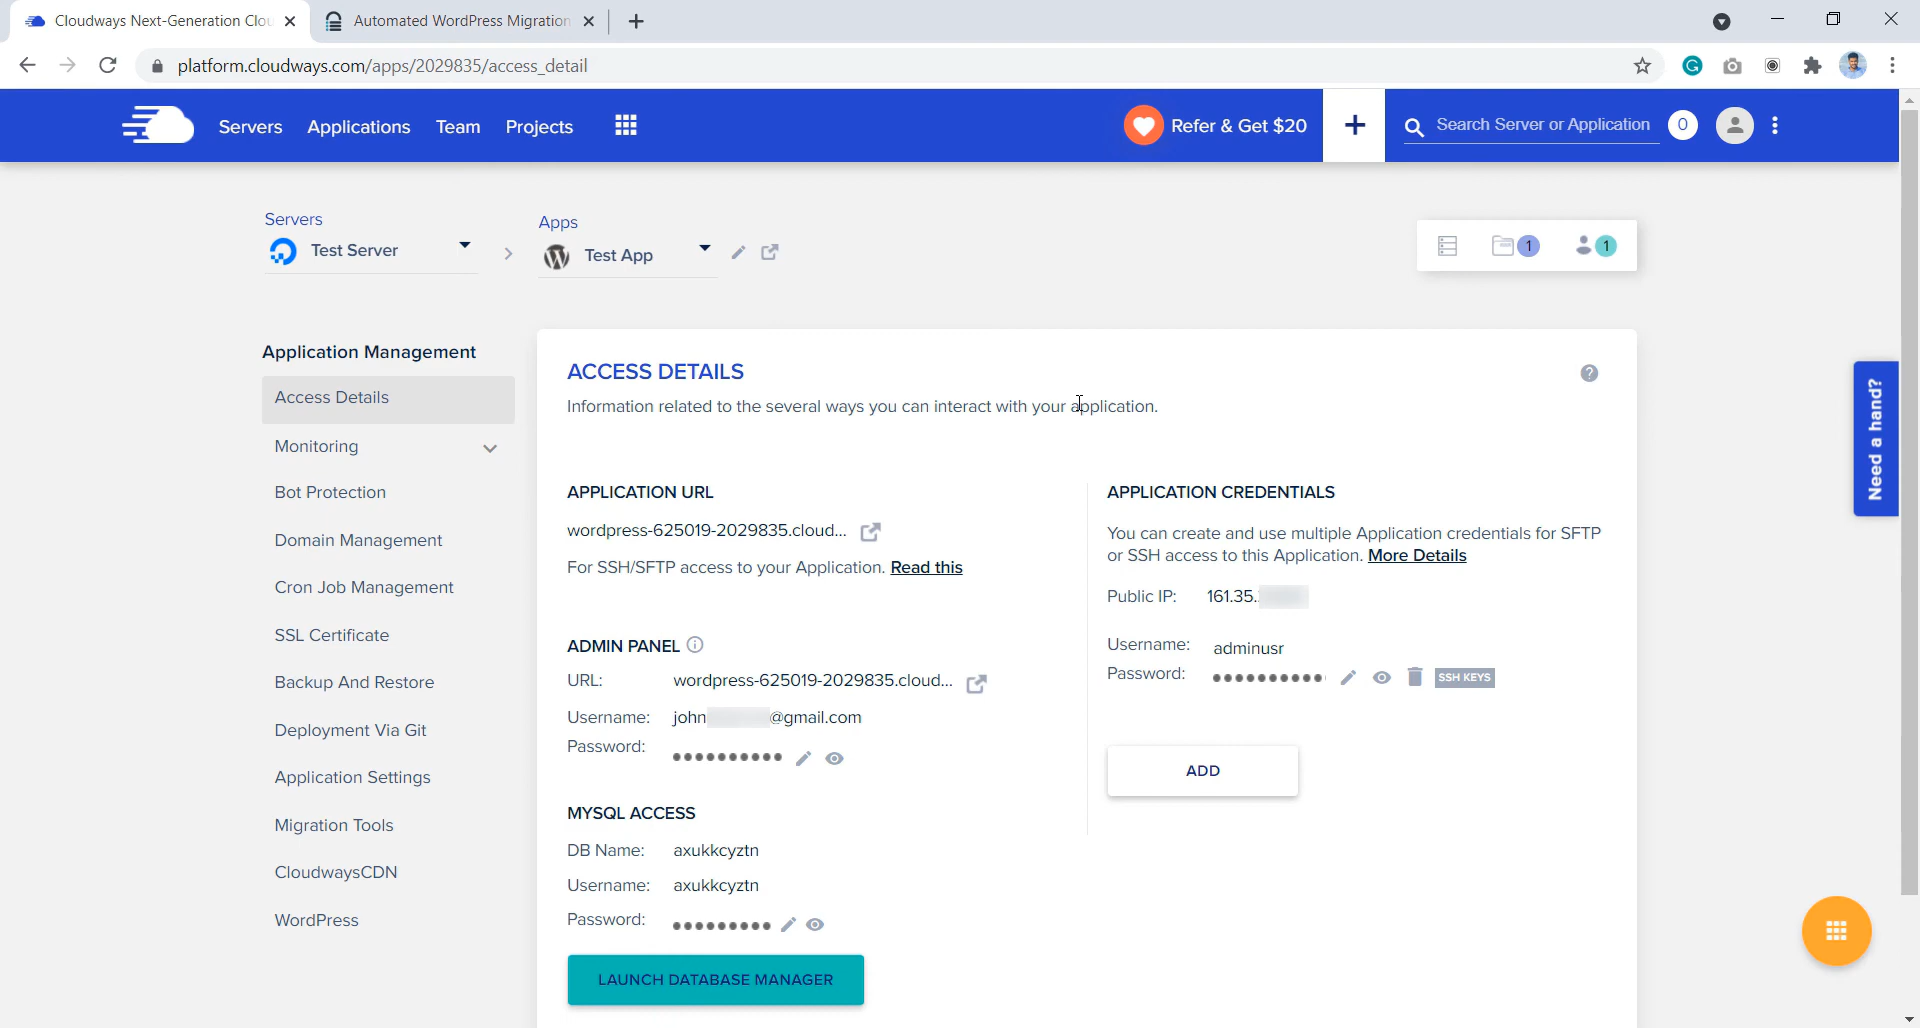 Cloudways Next-Generation Clou
Automated WordPress Migration
platform.cloudways.com/apps/2029835/access_detail
Servers
Applications
Team
Projects
Refer & Get $20
+
Search Server or Application
0
Servers
Test Server
Apps
Test App
1
1
Application Management
Access Details
Monitoring
Bot Protection
Domain Management
Cron Job Management
SSL Certificate
Backup And Restore
Deployment Via Git
Application Settings
Migration Tools
CloudwaysCDN
WordPress
ACCESS DETAILS
Information related to the several ways you can interact with your application.
APPLICATION URL
wordpress-625019-2029835.cloud...
For SSH/SFTP access to your Application. Read this
ADMIN PANEL
URL: wordpress-625019-2029835.cloud...
Username: john @gmail.com
Password: ••••••••••
MYSQL ACCESS
DB Name: axukkcyztn
Username: axukkcyztn
Password: •••••••••
LAUNCH DATABASE MANAGER
APPLICATION CREDENTIALS
You can create and use multiple Application credentials for SFTP
or SSH access to this Application. More Details
Public IP: 161.35.
Username: adminusr
Password: ••••••••••
SSH KEYS
ADD
Need a hand?